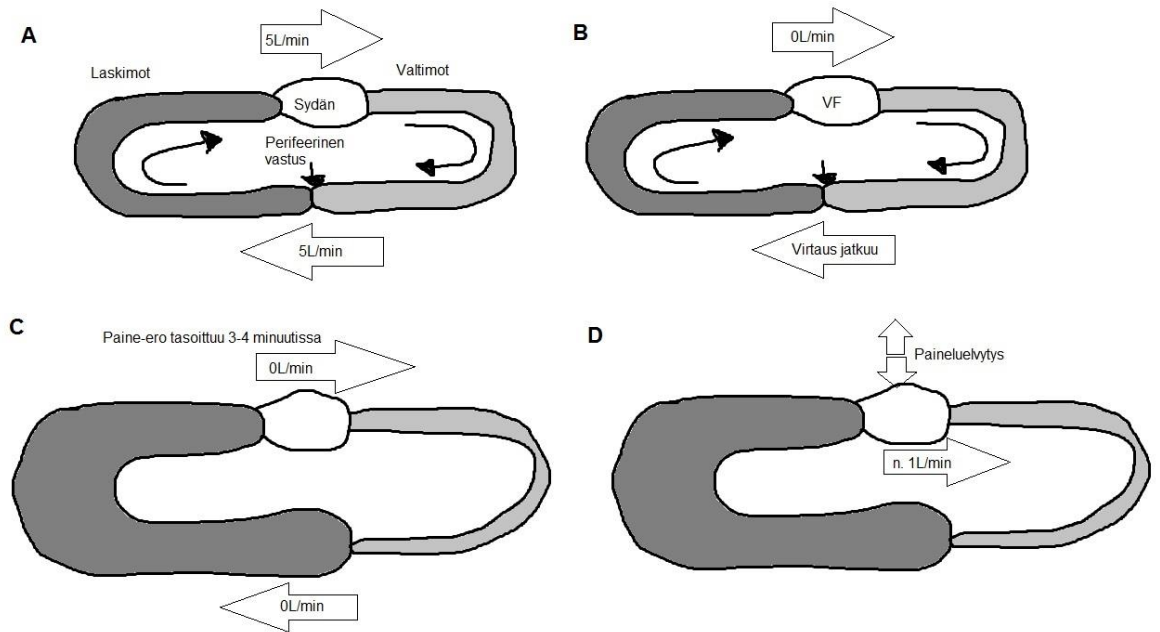 A
5L/min
Laskimot
Valtimot
Sydän
Perifeerinen
vastus
5L/min
B
0L/min
VF
Virtaus jatkuu
C
Paine-ero tasoittuu 3-4 minuutissa
0L/min
0L/min
D
Paineluelvytys
n. 1L/min